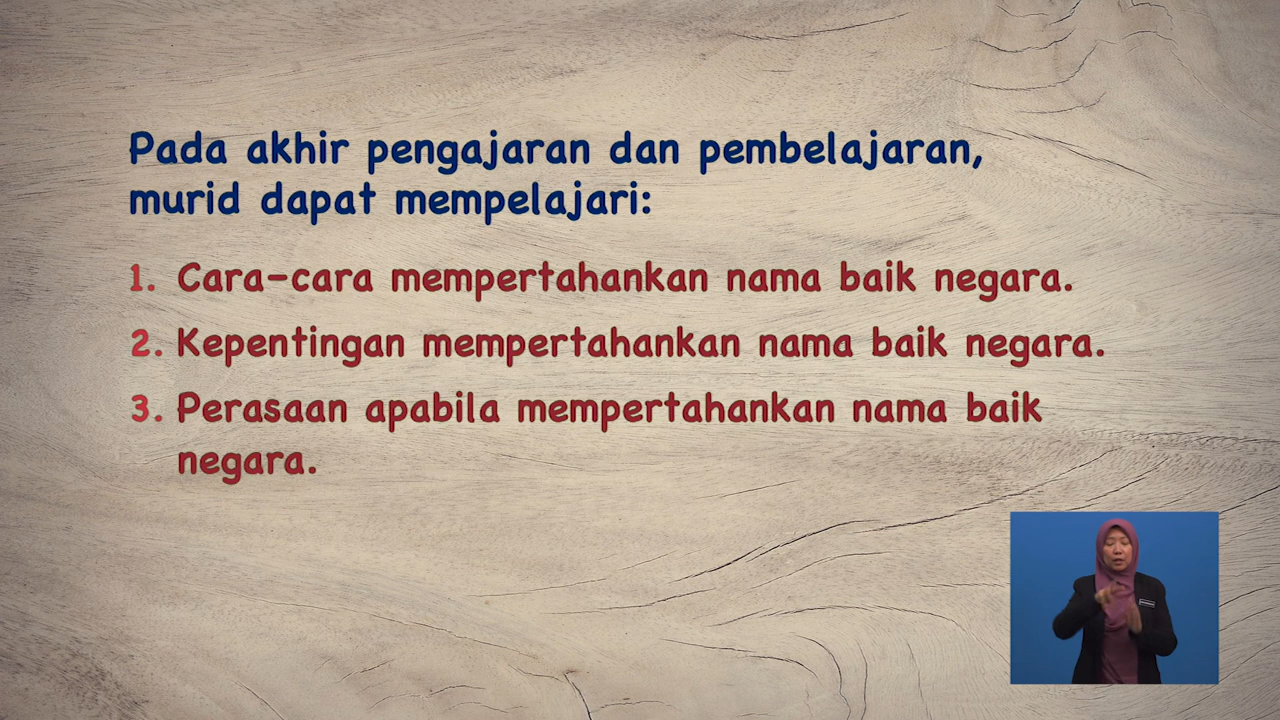 Pada akhir pengajaran dan pembelajaran,
murid dapat mempelajari:
1. Cara-cara mempertahankan nama baik negara.
2. Kepentingan mempertahankan nama baik negara.
3. Perasaan apabila mempertahankan nama baik
negara.